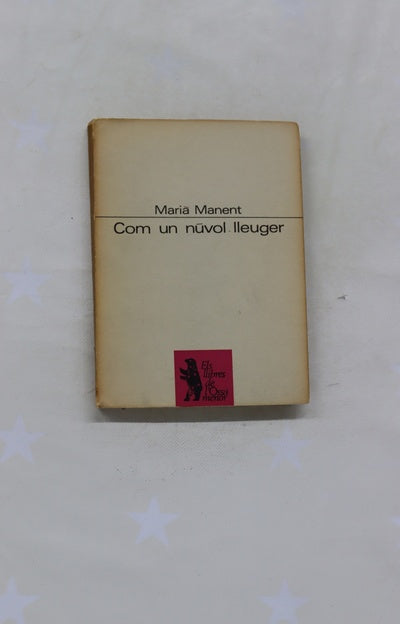 Marià Manent
Com un núvol lleuger
Els
llibres
de
l'Óssa
menor